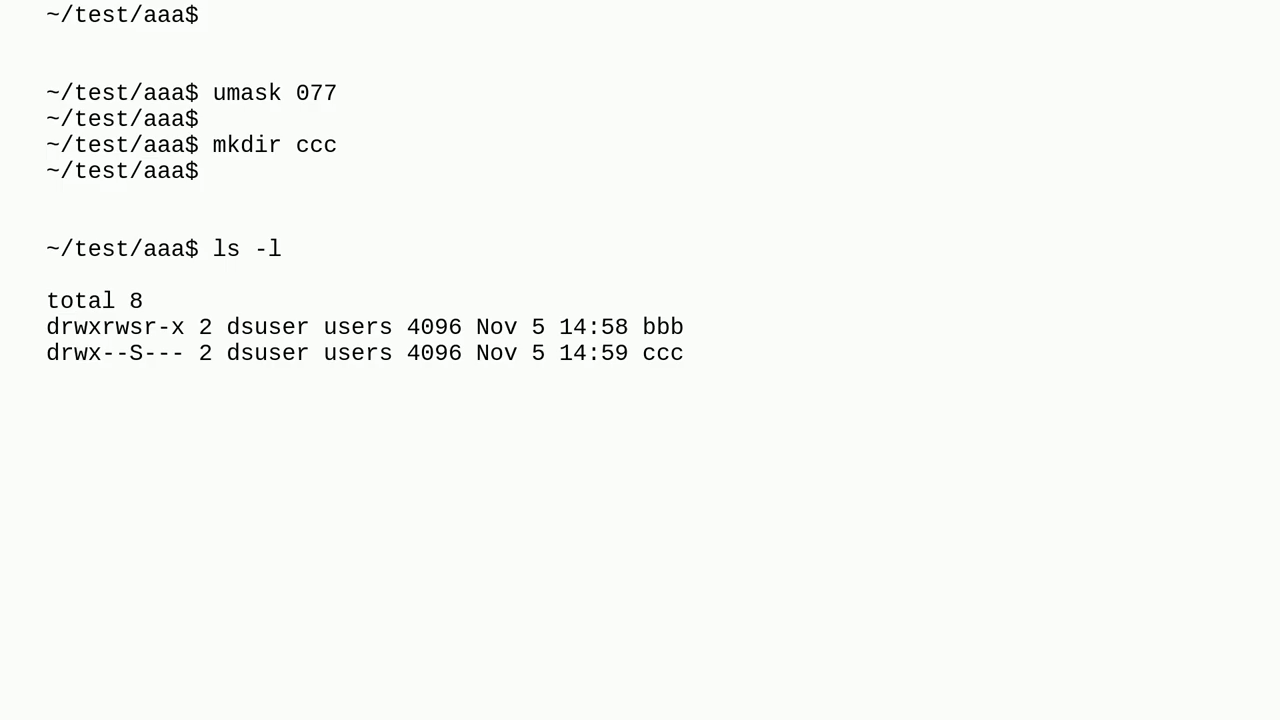 ~/test/aaa$
~/test/aaa$ umask 077
~/test/aaa$
~/test/aaa$ mkdir ccc
~/test/aaa$
~/test/aaa$ ls -l
total 8
drwxrwsr-x 2 dsuser users 4096 Nov 5 14:58 bbb
drwx--S--- 2 dsuser users 4096 Nov 5 14:59 ccc